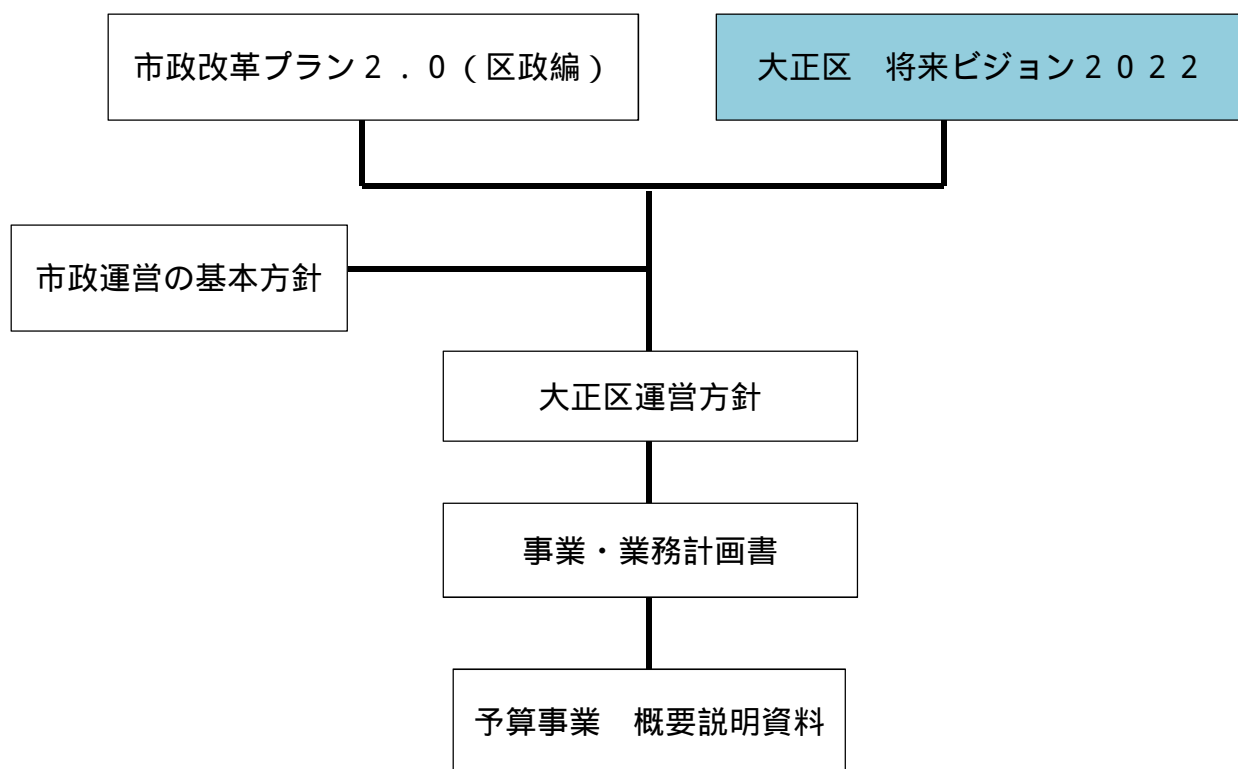 市政改革プラン２．０（区政編）
大正区　将来ビジョン２０２２
市政運営の基本方針
大正区運営方針
事業・業務計画書
予算事業　概要説明資料